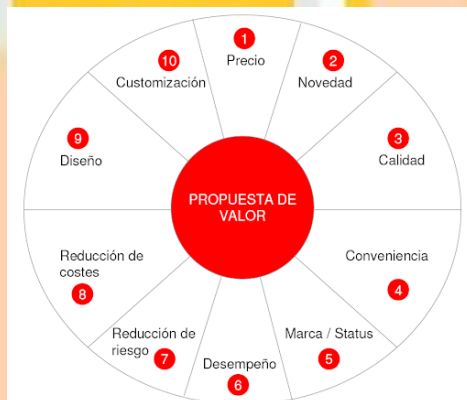 1
Precio
2
Novedad
3
Calidad
Conveniencia
4
Marca / Status
5
Desempeño
6
Reducción de
riesgo
7
Reducción de
costes
8
9
Diseño
10
Customización
PROPUESTA DE
VALOR